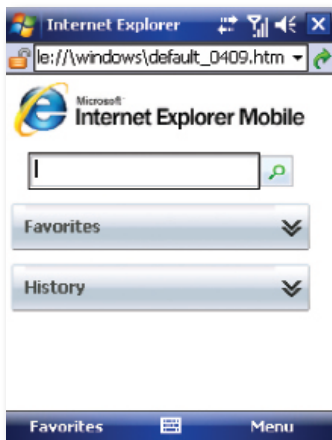 Internet Explorer
le://\windows\default_0409.htm
Microsoft
Internet Explorer Mobile
Favorites
History
Favorites Menu